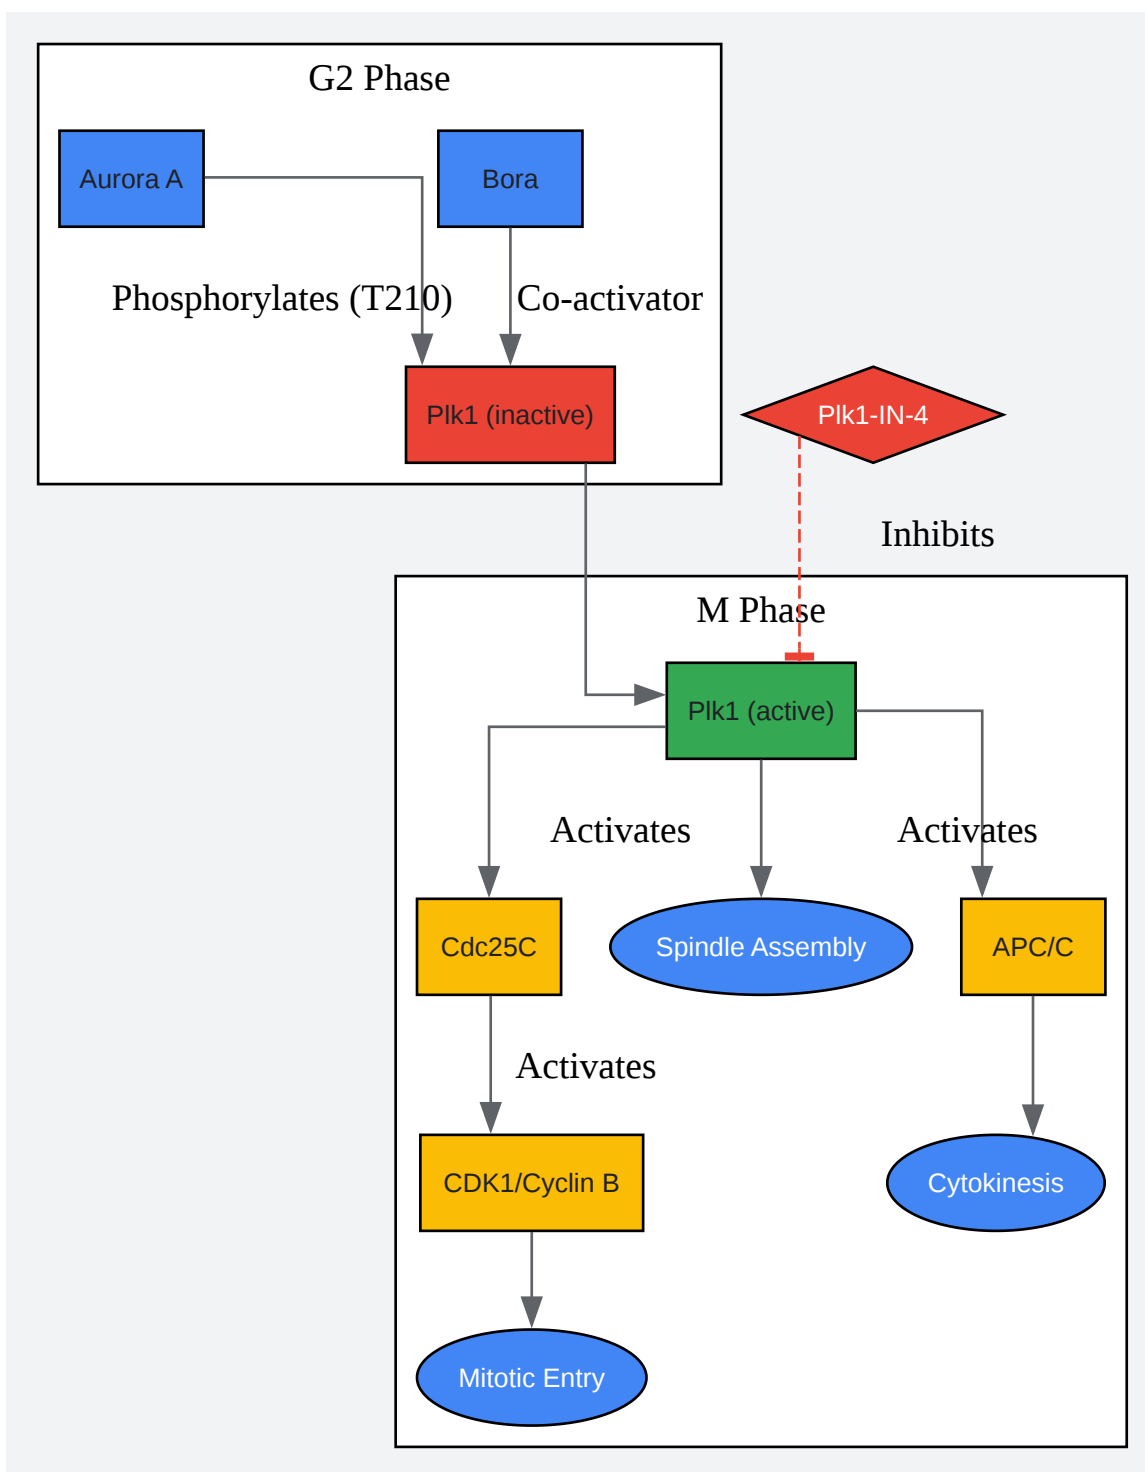 G2 Phase
Aurora A
Bora
Phosphorylates (T210)
Co-activator
Plk1 (inactive)
Plk1-IN-4
Inhibits
M Phase
Plk1 (active)
Activates
Activates
Cdc25C
Spindle Assembly
APC/C
Activates
CDK1/Cyclin B
Cytokinesis
Mitotic Entry